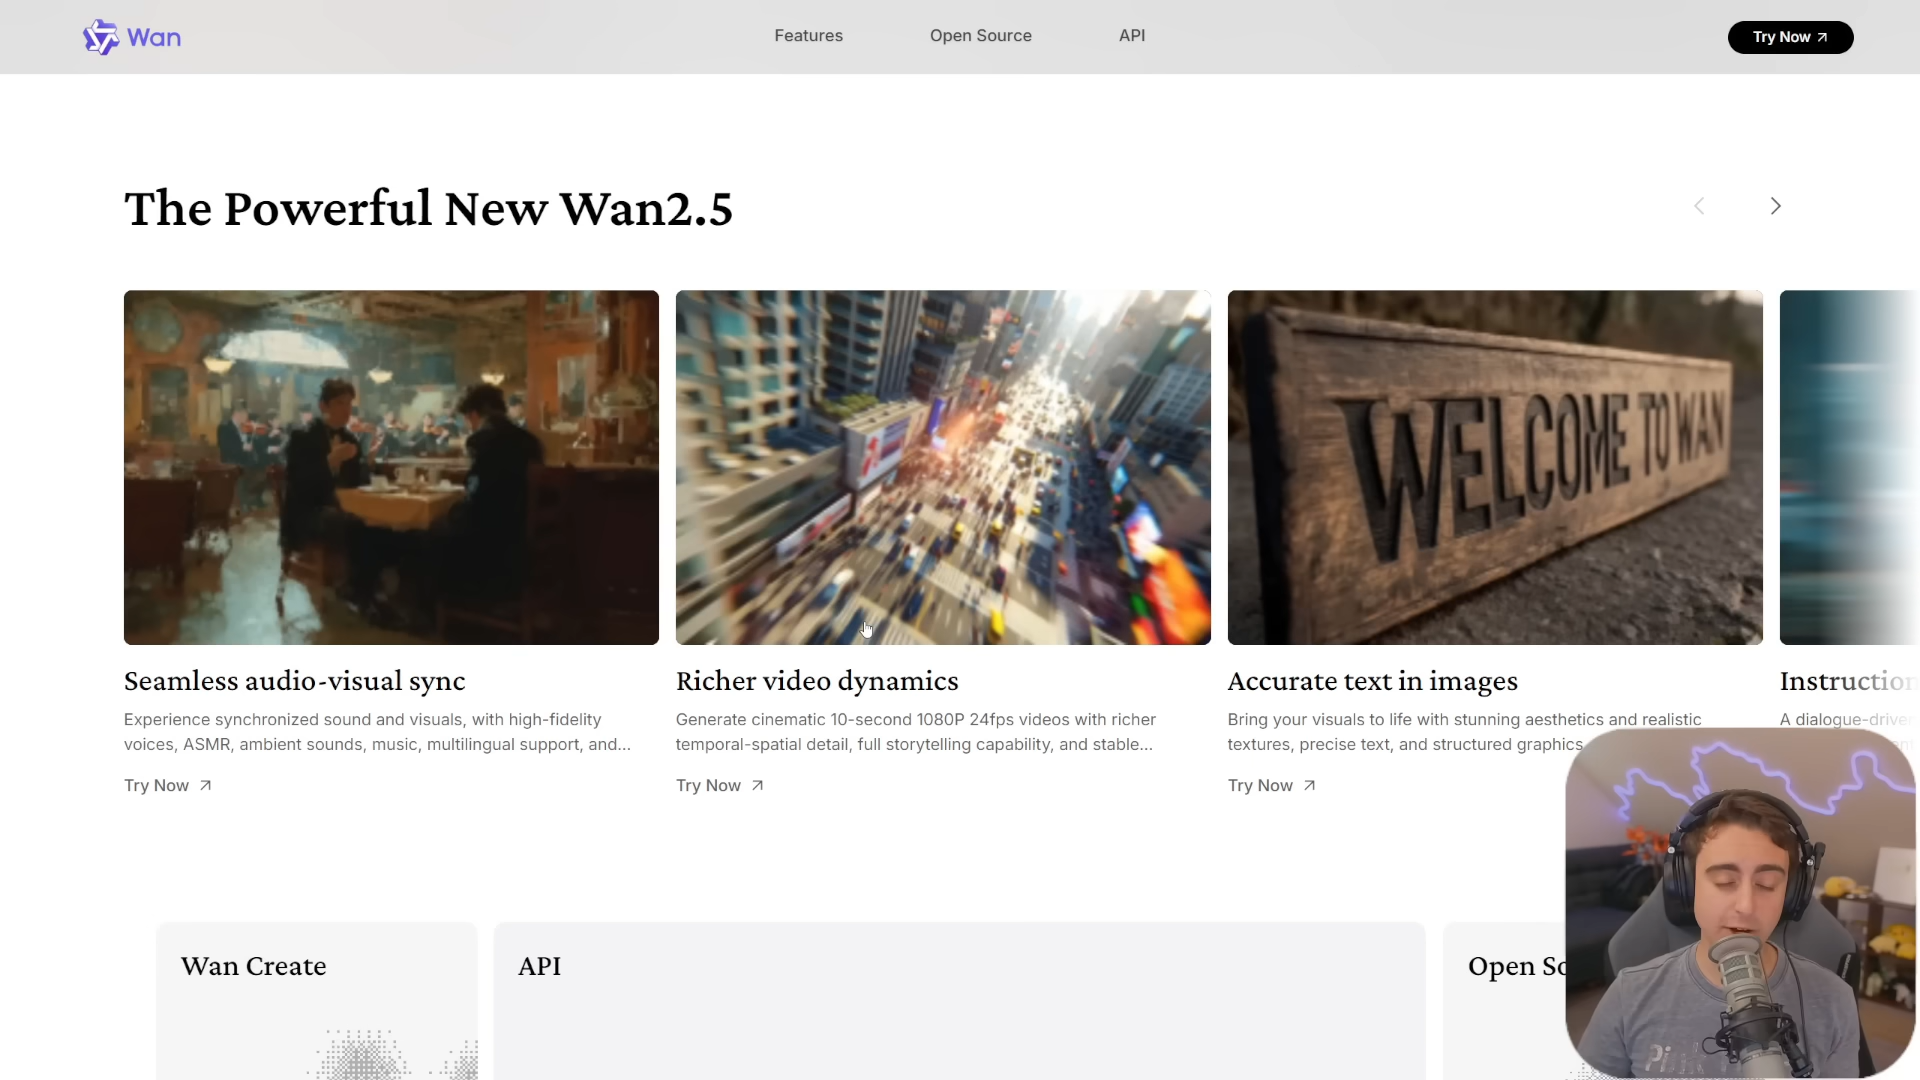 Wan
Features
Open Source
API
Try Now
The Powerful New Wan2.5
WELCOME TO WAN
Seamless audio-visual sync
Experience synchronized sound and visuals, with high-fidelity
voices, ASMR, ambient sounds, music, multilingual support, and...
Try Now
Richer video dynamics
Generate cinematic 10-second 1080P 24fps videos with richer
temporal-spatial detail, full storytelling capability, and stable...
Try Now
Accurate text in images
Bring your visuals to life with stunning aesthetics and realistic
textures, precise text, and structured graphics
Try Now
Instruction
A dialogue-driven
Wan Create
API
Open